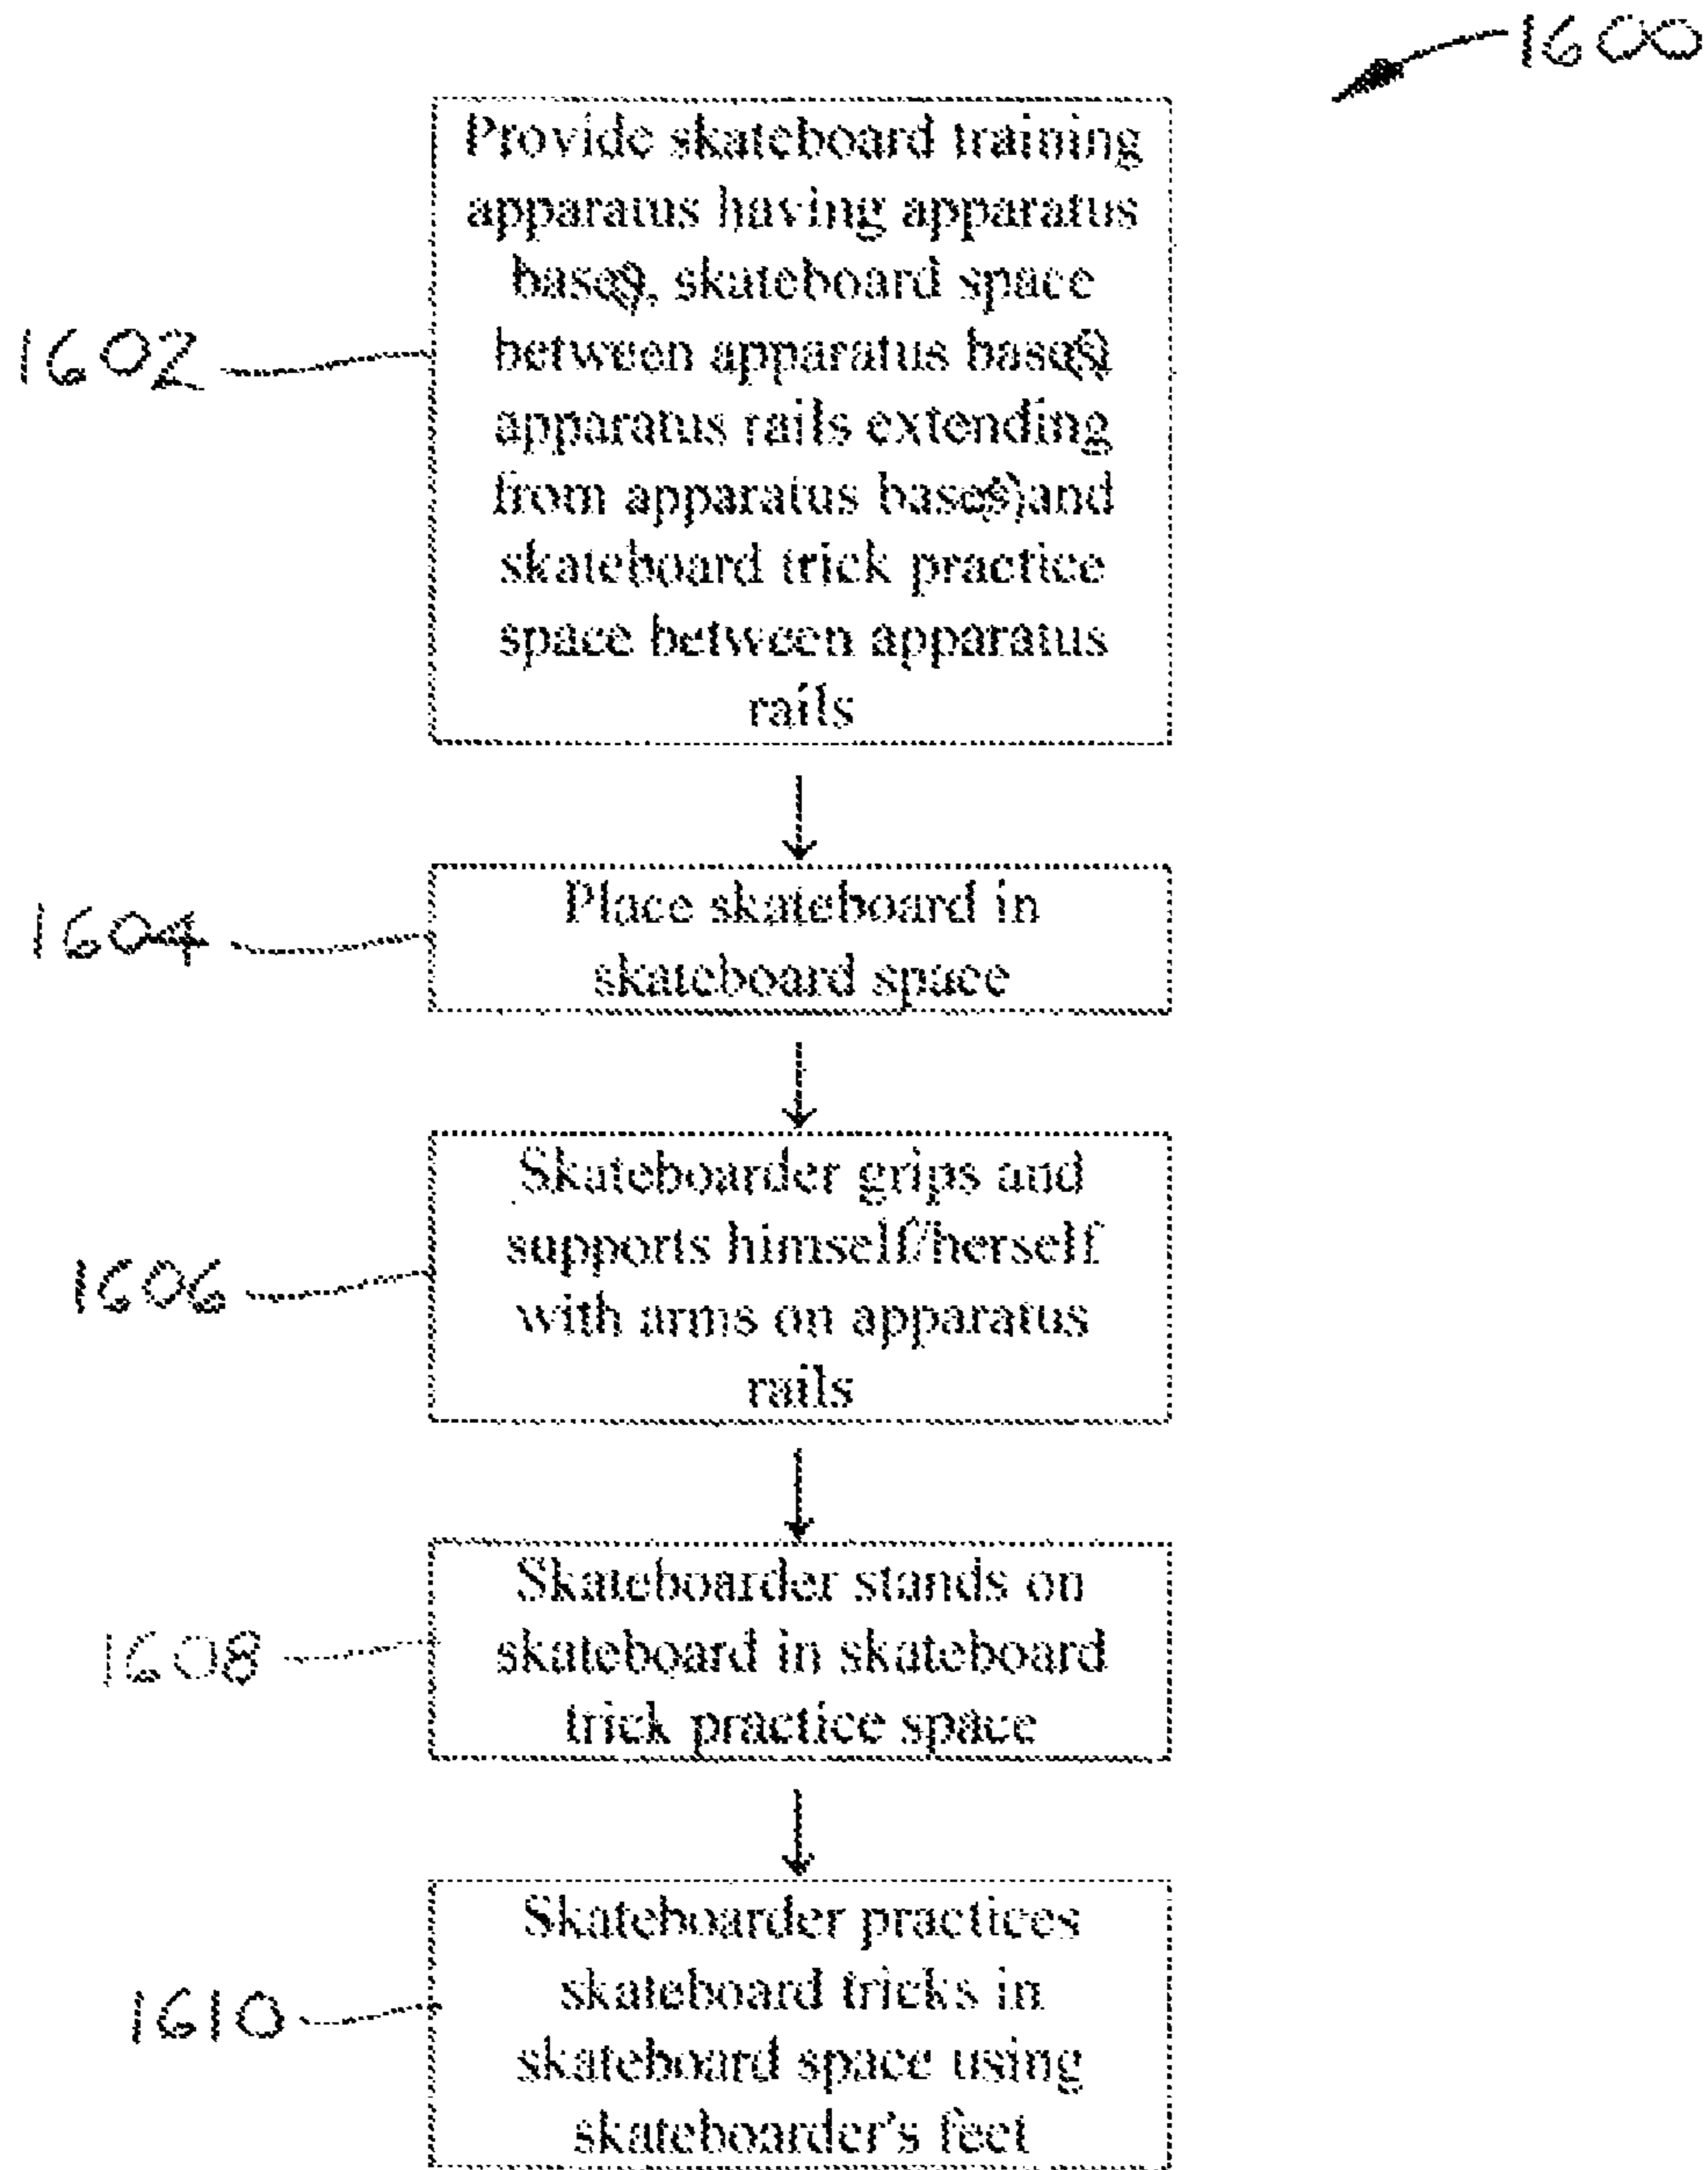 1600
Provide skateboard training
apparatus having apparatus
base(s), skateboard space
between apparatus base(s)
apparatus rails extending
from apparatus base(s) and
skateboard trick practice
space between apparatus
rails
1602
Place skateboard in
skateboard space
1604
Skateboarder grips and
supports himself/herself
with arms on apparatus
rails
1606
Skateboarder stands on
skateboard in skateboard
trick practice space
1608
Skateboarder practices
skateboard tricks in
skateboard space using
skateboarder's feet
1610